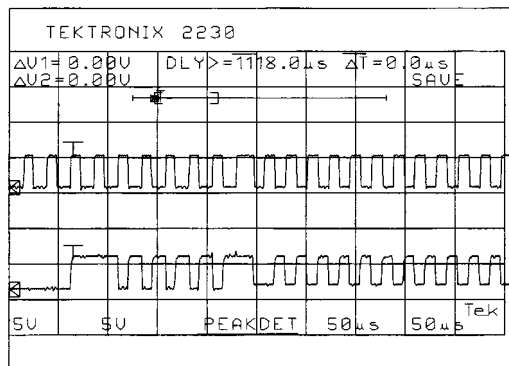 TEKTRONIX 2230
ΔV1= 0.00V DLY>=1118.0µs ΔT=0.0µs
ΔV2=0.00V SAVE
T
T
T
Tek
5V 5V PEAKDET 50µs 50µs